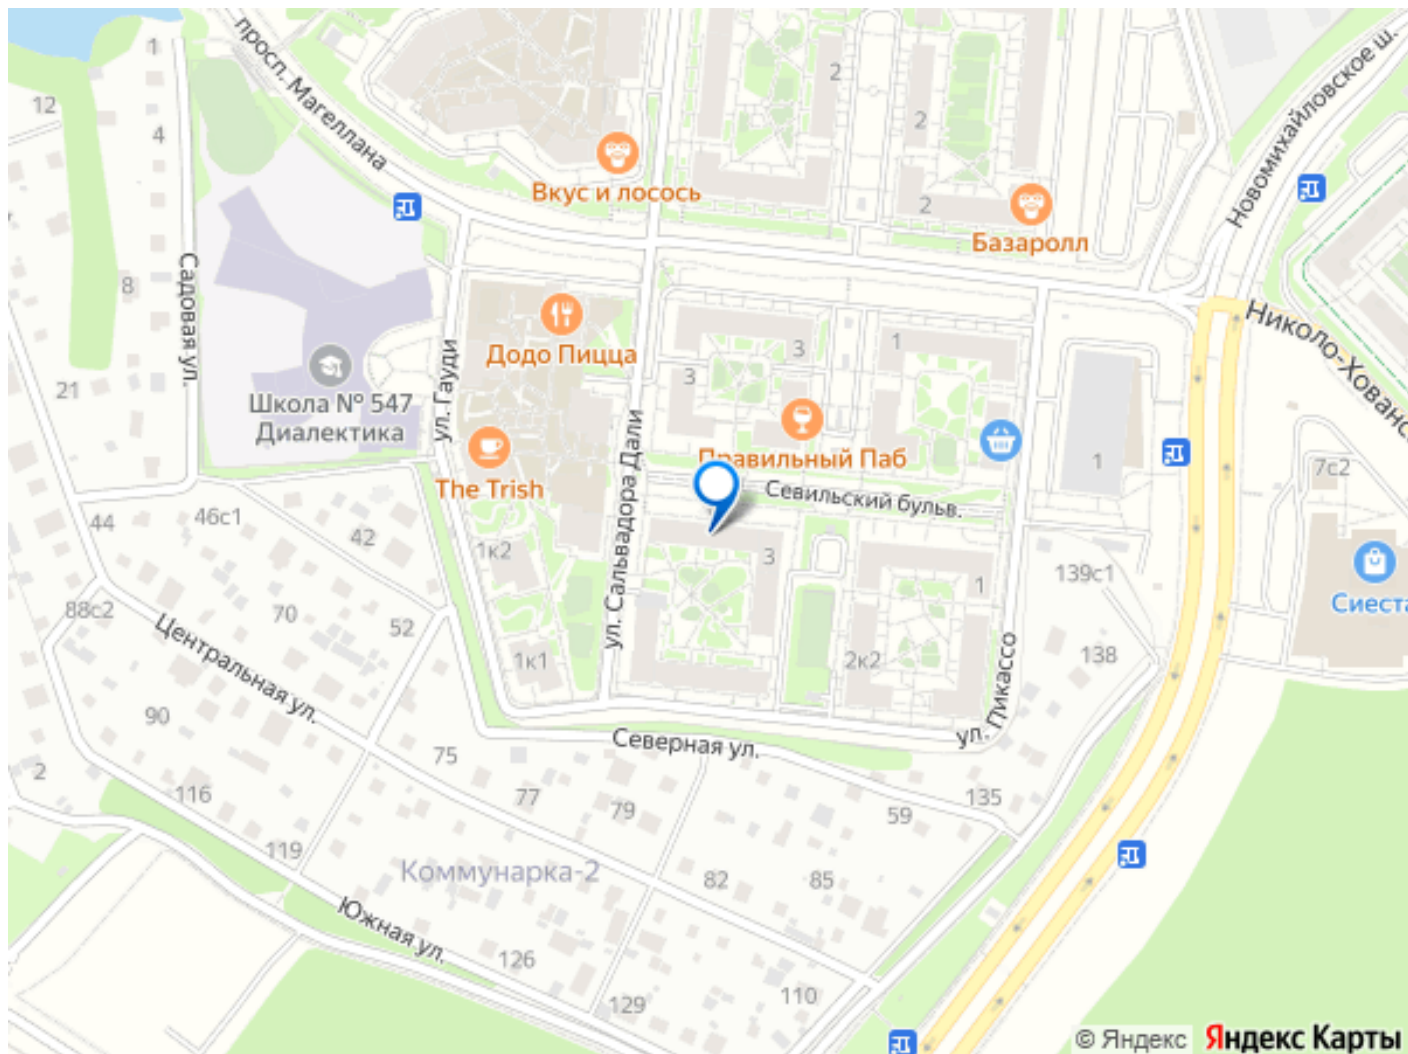 1
просп. Магеллана
12
4
2
Новомихайловское ш.
2
Вкус и лосось
2
Базаролл
Садовая ул.
8
Додо Пицца
3
1
Николо-Хованс
21
Школа № 547
Диалектика
ул. Гауди
3
Правильный Паб
The Trish
ул. Сальвадора Дали
1
7с2
Севильский бульв.
44
46с1
42
1к2
3
1
139с1
Сиеста
88с2
70
52
Центральная ул.
1к1
2к2
138
ул. Пикассо
90
Северная ул.
75
2
116
77
79
59
135
119
Коммунарка-2
82
85
Южная ул.
126
129
110
© Яндекс Яндекс Карты